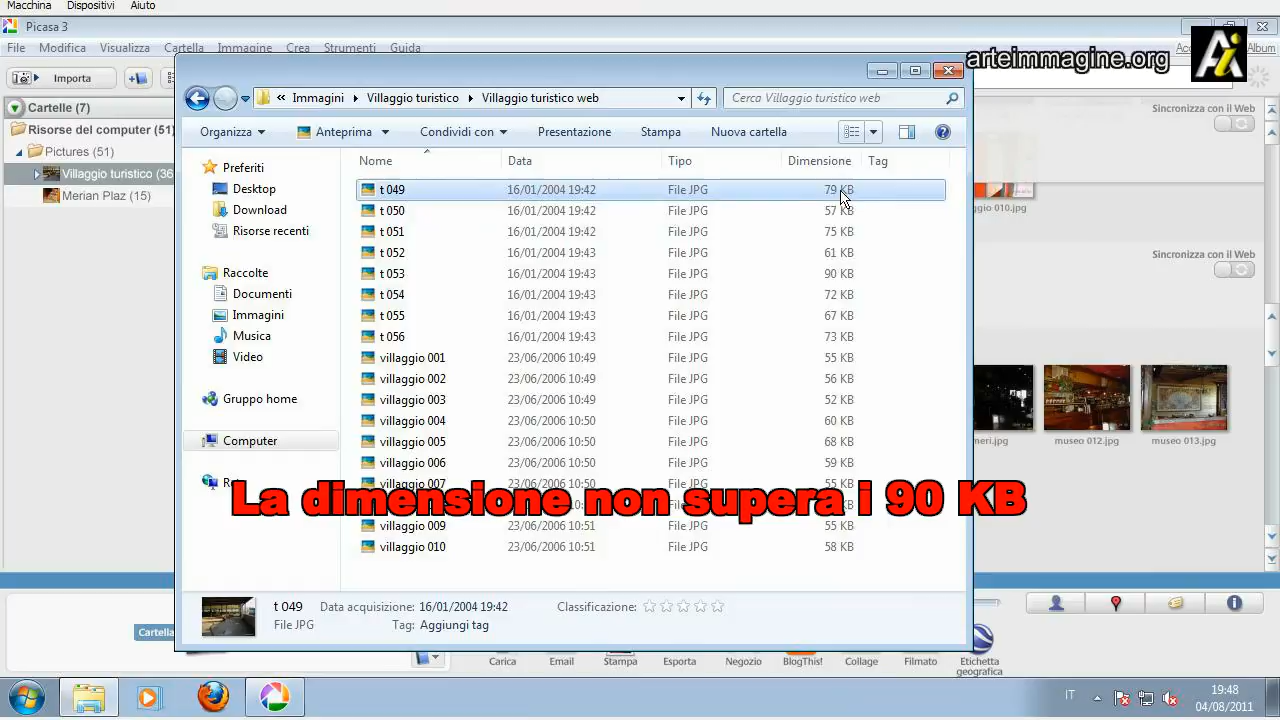 Macchina Dispositivi Aiuto
Picasa 3
File Modifica Visualizza Cartella Immagine Crea Strumenti Guida
Album
arteimmagine.org
Importa
Immagini Villaggio turistico Villaggio turistico web
Cerca Villaggio turistico web
Cartelle (7)
Risorse del computer (51)
Pictures (51)
Villaggio turistico (36
Merian Plaz (15)
Organizza Anteprima Condividi con Presentazione Stampa Nuova cartella
Sincronizza con il Web
Preferiti
Desktop
Download
Risorse recenti
Raccolte
Documenti
Immagini
Musica
Video
Gruppo home
Computer
Nome Data Tipo Dimensione Tag
t 049 16/01/2004 19:42 File JPG 79 KB
t 050 16/01/2004 19:42 File JPG 57 KB
t 051 16/01/2004 19:42 File JPG 75 KB
t 052 16/01/2004 19:43 File JPG 61 KB
t 053 16/01/2004 19:43 File JPG 90 KB
t 054 16/01/2004 19:43 File JPG 72 KB
t 055 16/01/2004 19:43 File JPG 67 KB
t 056 16/01/2004 19:43 File JPG 73 KB
villaggio 001 23/06/2006 10:49 File JPG 55 KB
villaggio 002 23/06/2006 10:49 File JPG 56 KB
villaggio 003 23/06/2006 10:49 File JPG 52 KB
villaggio 004 23/06/2006 10:50 File JPG 60 KB
villaggio 005 23/06/2006 10:50 File JPG 68 KB
villaggio 006 23/06/2006 10:50 File JPG 59 KB
villaggio 007 23/06/2006 10:50 File JPG 55 KB
La dimensione non supera i 90 KB
villaggio 009 23/06/2006 10:51 File JPG 55 KB
villaggio 010 23/06/2006 10:51 File JPG 58 KB
ggio 010.jpg
Sincronizza con il Web
meri.jpg museo 012.jpg museo 013.jpg
t 049 Data acquisizione: 16/01/2004 19:42 Classificazione:
File JPG Tag: Aggiungi tag
Cartella
Carica Email Stampa Esporta Negozio BlogThis! Collage Filmato Etichetta geografica
IT
19:48
04/08/2011